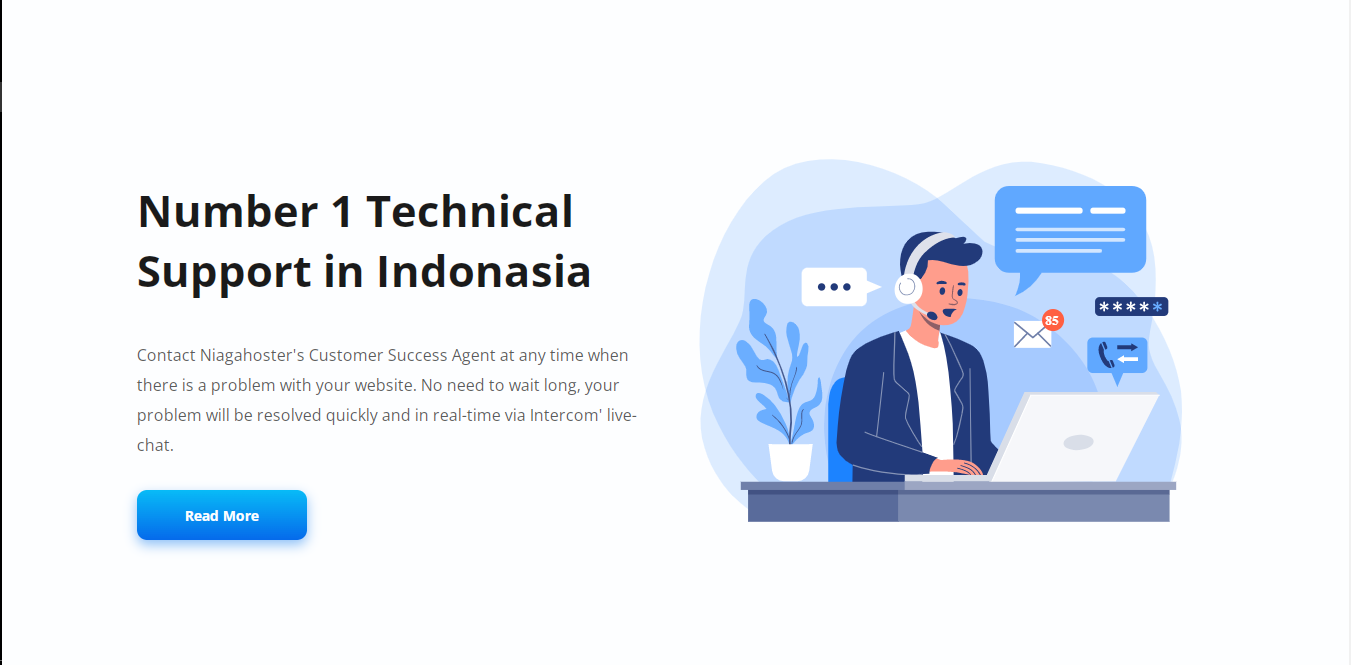 Number 1 Technical
Support in Indonasia
Contact Niagahoster's Customer Success Agent at any time when
there is a problem with your website. No need to wait long, your
problem will be resolved quickly and in real-time via Intercom' live-
chat.
Read More
85
*****